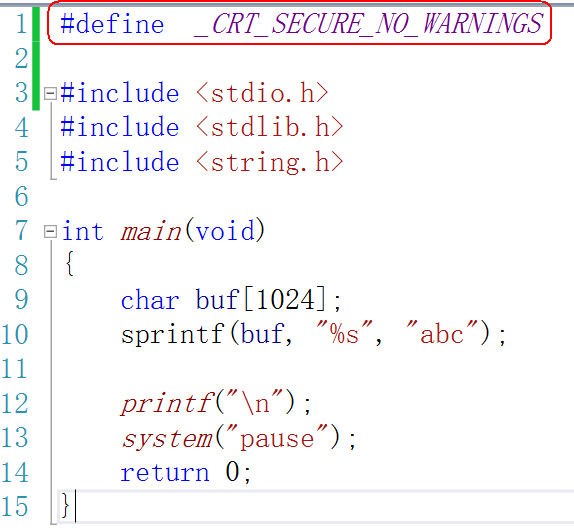 1 #define  _CRT_SECURE_NO_WARNINGS
2
3 #include <stdio.h>
4 #include <stdlib.h>
5 #include <string.h>
6
7 int main(void)
8 {
9     char buf[1024];
10     sprintf(buf, "%s", "abc");
11
12     printf("\n");
13     system("pause");
14     return 0;
15 }